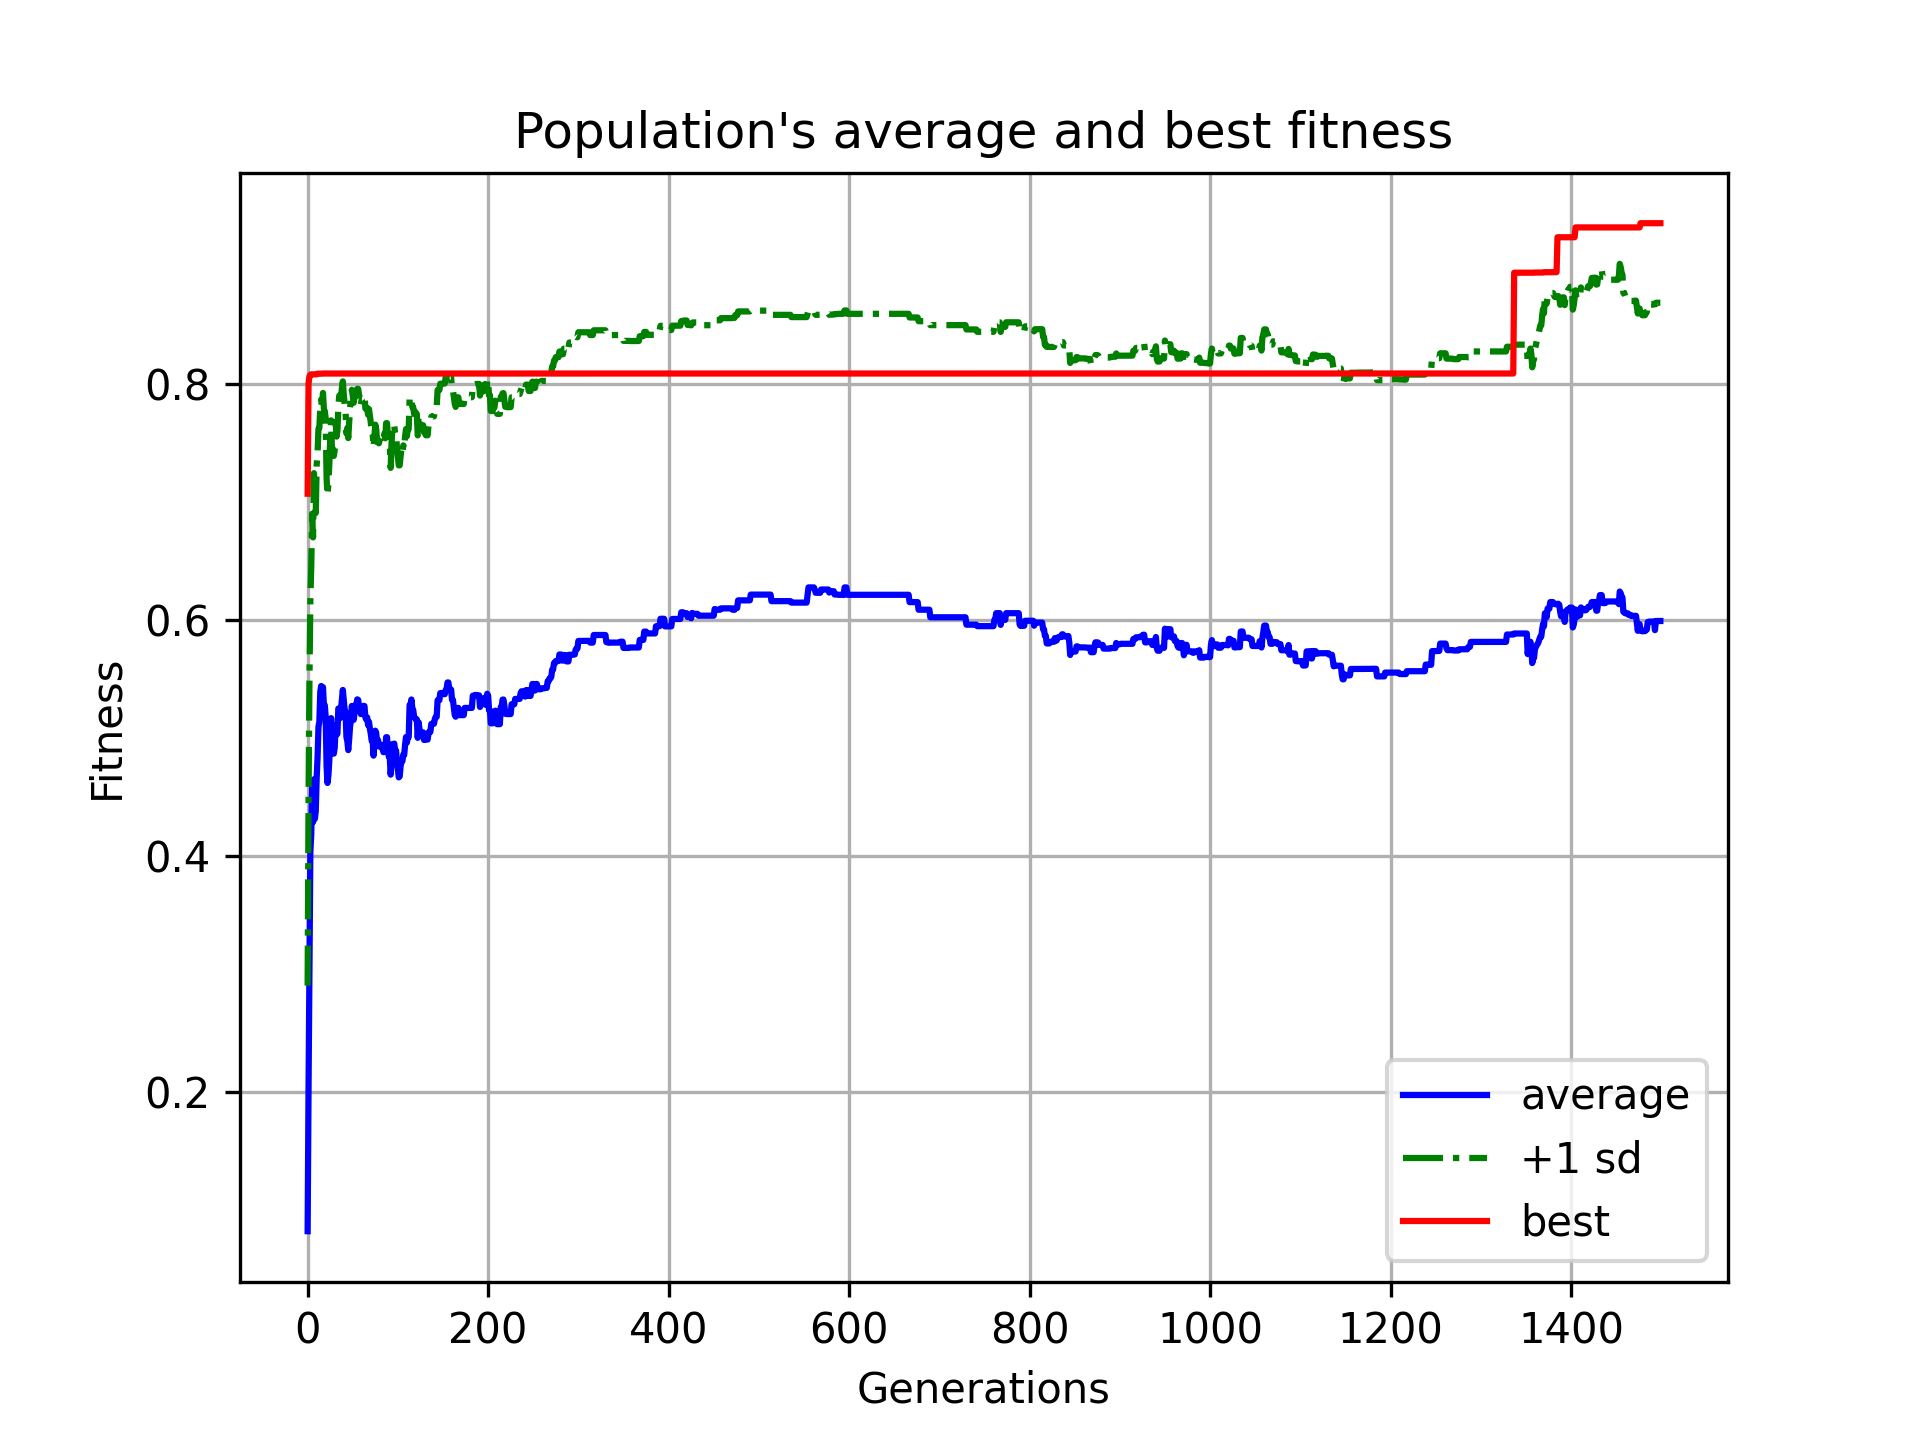 Population's average and best fitness
Fitness
0.8
0.6
0.4
0.2
0 200 400 600 800 1000 1200 1400
Generations
average
+1 sd
best